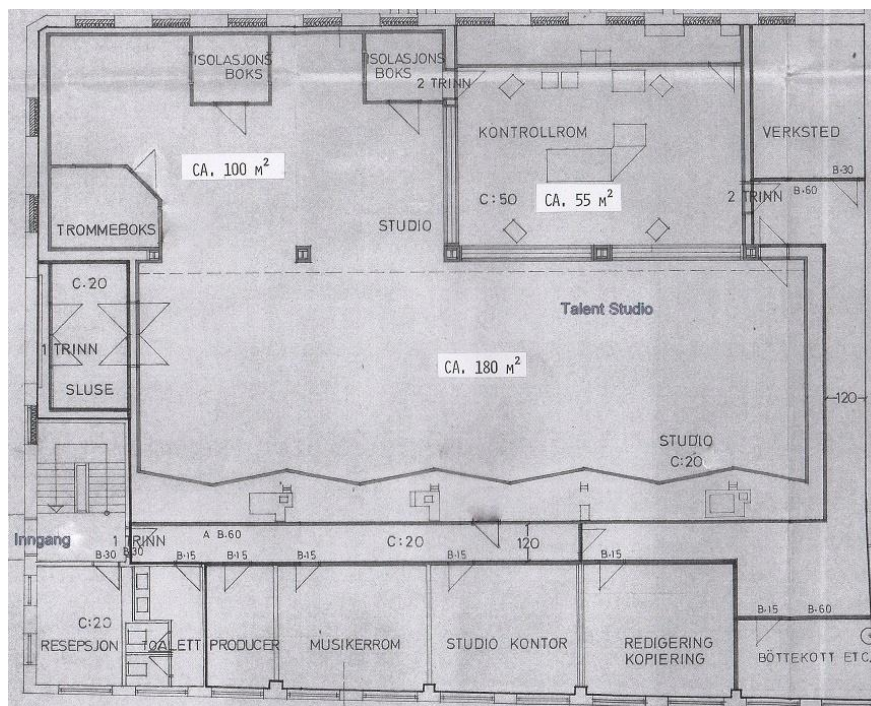 ISOLASJONS
BOKS
ISOLASJONS
BOKS
2 TRINN
KONTROLLROM
VERKSTED
CA. 100 M²
B-30
C:50
CA. 55 M²
2 TRINN
B-60
TROMMEBOKS
STUDIO
C.20
Talent Studio
1 TRINN
CA. 180 M²
SLUSE
120
STUDIO
C:20
Inngang
1 TRINN
A B-60
C:20
120
B-30
B-30
B-15
B-15
B-15
B-15
B-15
B-15
B-60
C:20
RESEPSJON
TOALETT
PRODUCER
MUSIKERROM
STUDIO KONTOR
REDIGERING
KOPIERING
BÖTTEKOTT ETC.